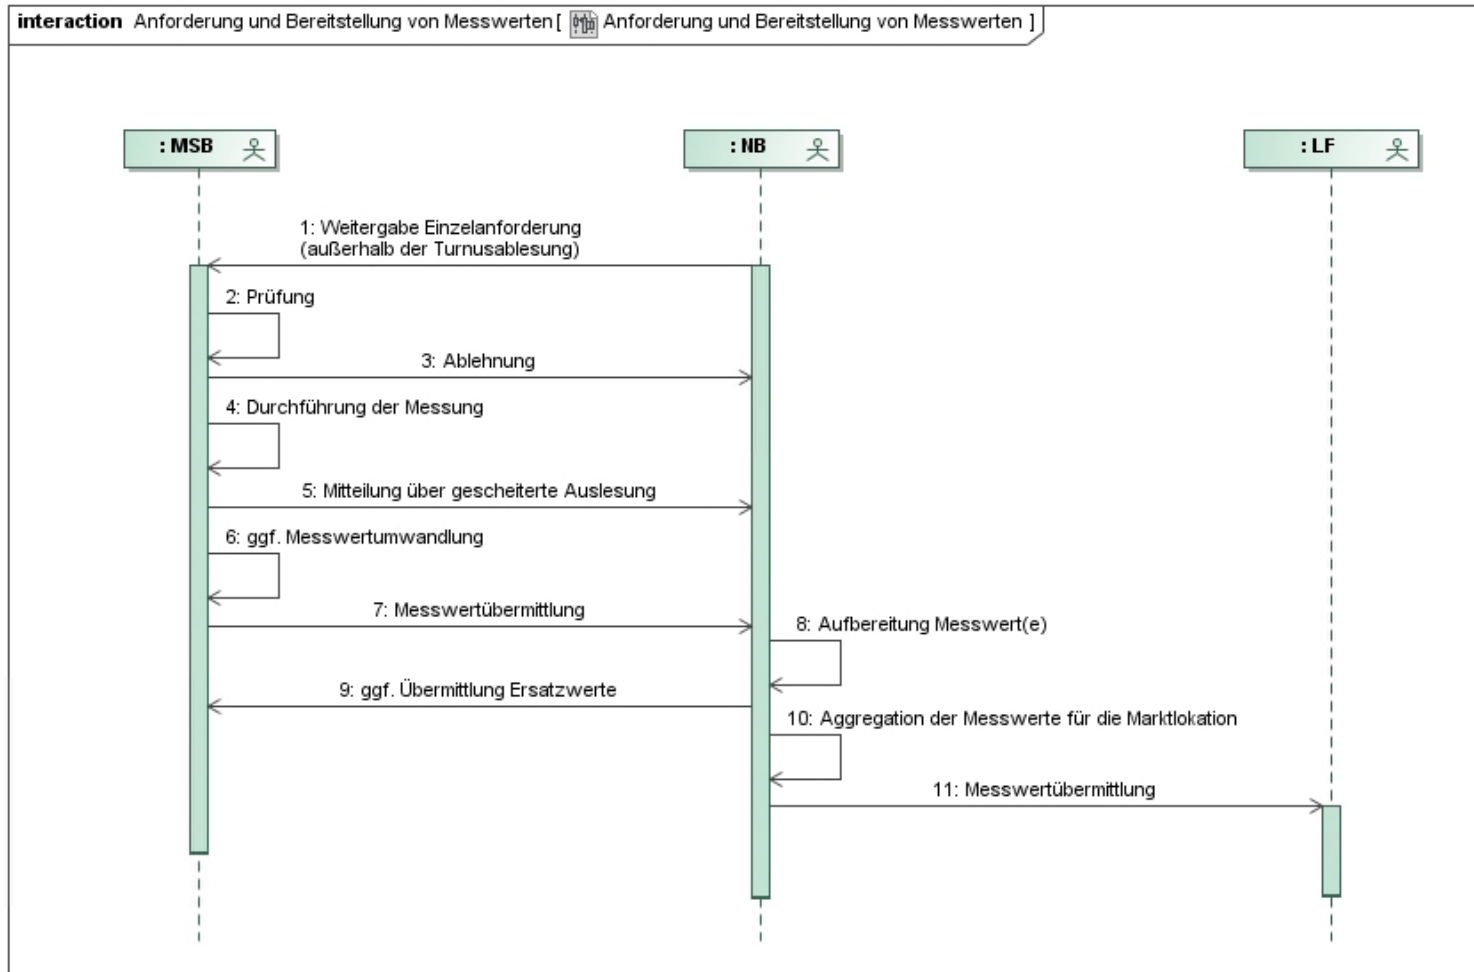 interaction Anforderung und Bereitstellung von Messwerten [ Anforderung und Bereitstellung von Messwerten ]
: MSB
: NB
: LF
1: Weitergabe Einzelanforderung
(außerhalb der Turnusablesung)
2: Prüfung
3: Ablehnung
4: Durchführung der Messung
5: Mitteilung über gescheiterte Auslesung
6: ggf. Messwertumwandlung
7: Messwertübermittlung
8: Aufbereitung Messwert(e)
9: ggf. Übermittlung Ersatzwerte
10: Aggregation der Messwerte für die Marktlokation
11: Messwertübermittlung